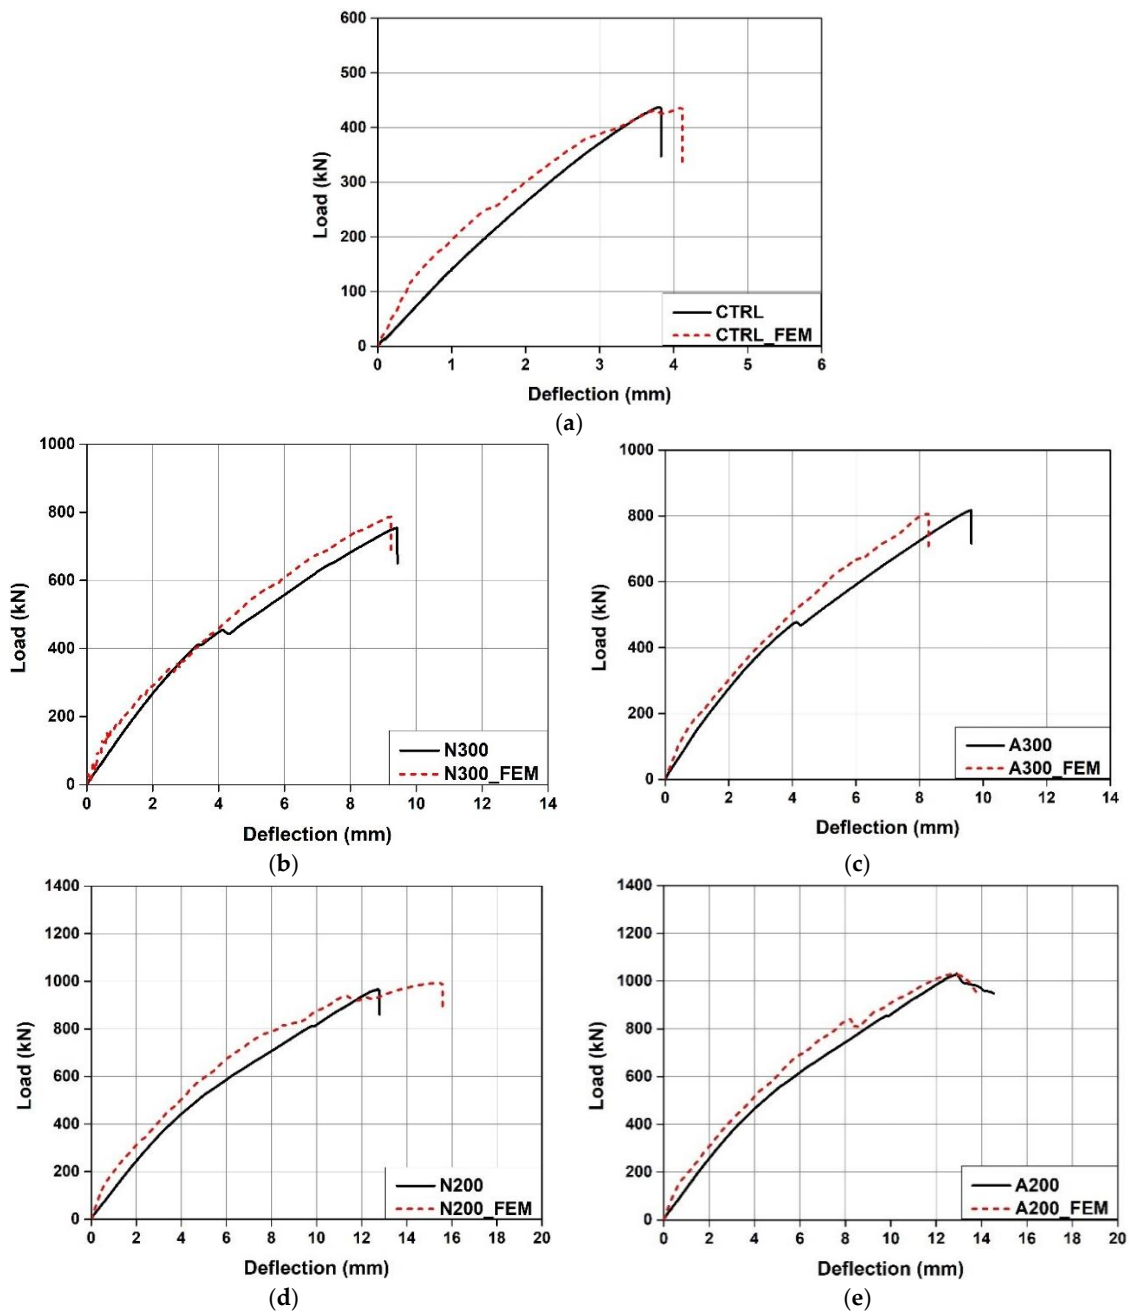 600
500
400
300
200
100
0
Load (kN)
CTRL
CTRL_FEM
0 1 2 3 4 5 6
Deflection (mm)
(a)
1000
800
600
400
200
0
Load (kN)
N300
N300_FEM
0 2 4 6 8 10 12 14
Deflection (mm)
(b)
1000
800
600
400
200
0
Load (kN)
A300
A300_FEM
0 2 4 6 8 10 12 14
Deflection (mm)
(c)
1400
1200
1000
800
600
400
200
0
Load (kN)
N200
N200_FEM
0 2 4 6 8 10 12 14 16 18 20
Deflection (mm)
(d)
1400
1200
1000
800
600
400
200
0
Load (kN)
A200
A200_FEM
0 2 4 6 8 10 12 14 16 18 20
Deflection (mm)
(e)